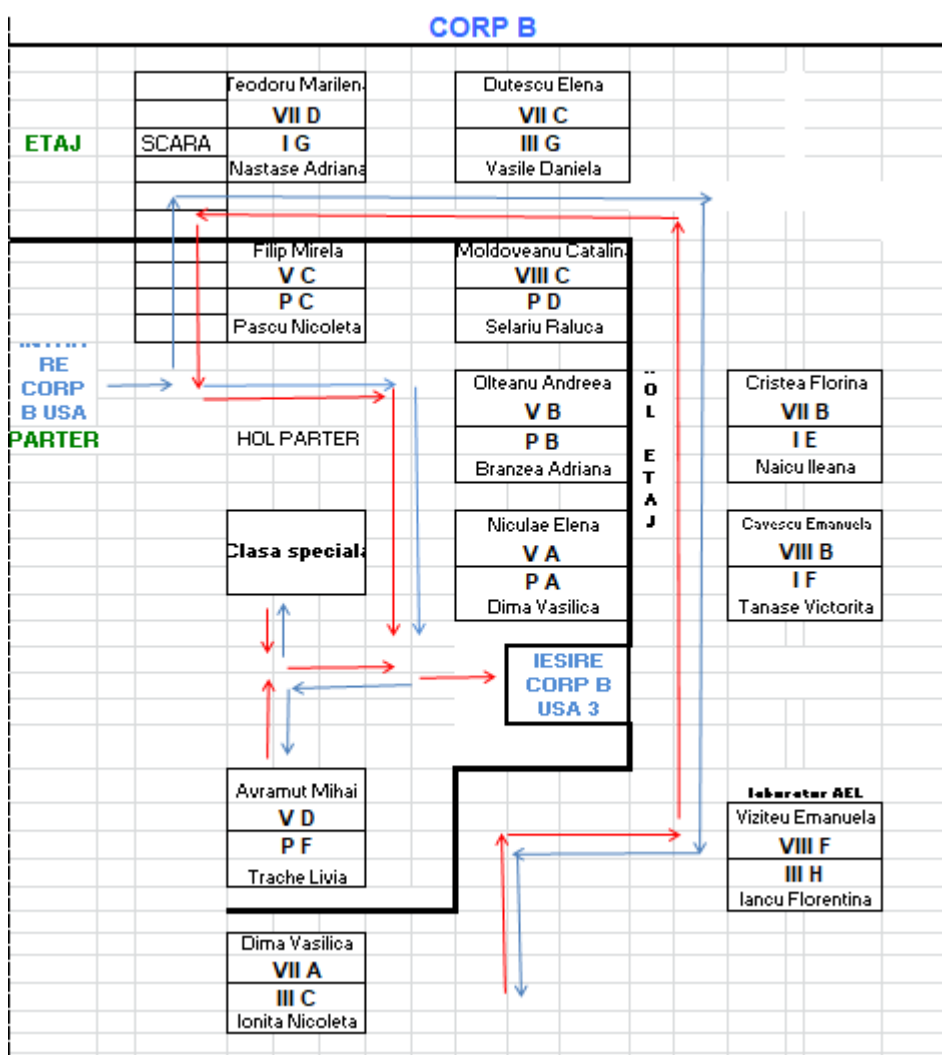 CORP B
Teodoru Marilena
VII D
I G
Nastase Adriana
Dutescu Elena
VII C
III G
Vasile Daniela
ETAJ
SCARA
Filip Mirela
V C
P C
Pascu Nicoleta
Moldoveanu Catalin
VIII C
P D
Selariu Raluca
RE
CORP
B USA
PARTER
HOL PARTER
Olteanu Andreea
V B
P B
Branzea Adriana
OL
ETAJ
Cristea Florina
VII B
I E
Naicu Ileana
Clasa speciala
Niculae Elena
V A
P A
Dima Vasilica
Cavescu Emanuela
VIII B
I F
Tanase Victorita
IESIRE
CORP B
USA 3
Avramut Mihai
V D
P F
Trache Livia
laborator AEL
Viziteu Emanuela
VIII F
III H
Iancu Florentina
Dima Vasilica
VII A
III C
Ionita Nicoleta